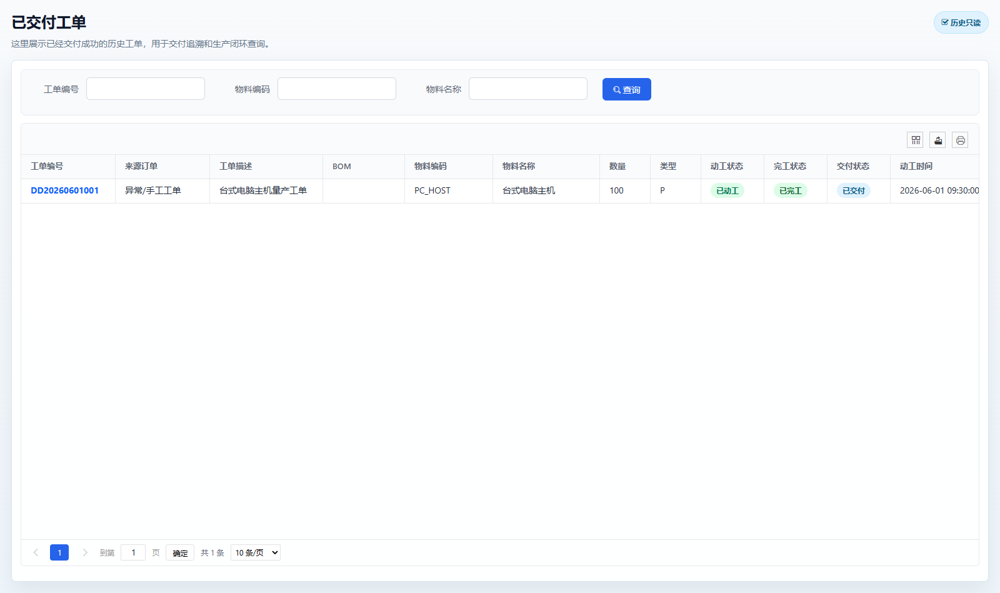 已交付工单
历史只读
这里展示已经交付成功的历史工单，用于交付追溯和生产闭环查询。
工单编号 物料编码 物料名称 查询
工单编号 来源订单 工单描述 BOM 物料编码 物料名称 数量 类型 动工状态 完工状态 交付状态 动工时间
DD20260601001 异常/手工工单 台式电脑主机量产工单 PC_HOST 台式电脑主机 100 P 已动工 已完工 已交付 2026-06-01 09:30:00
1 到第 1 页 确定 共 1 条 10 条/页